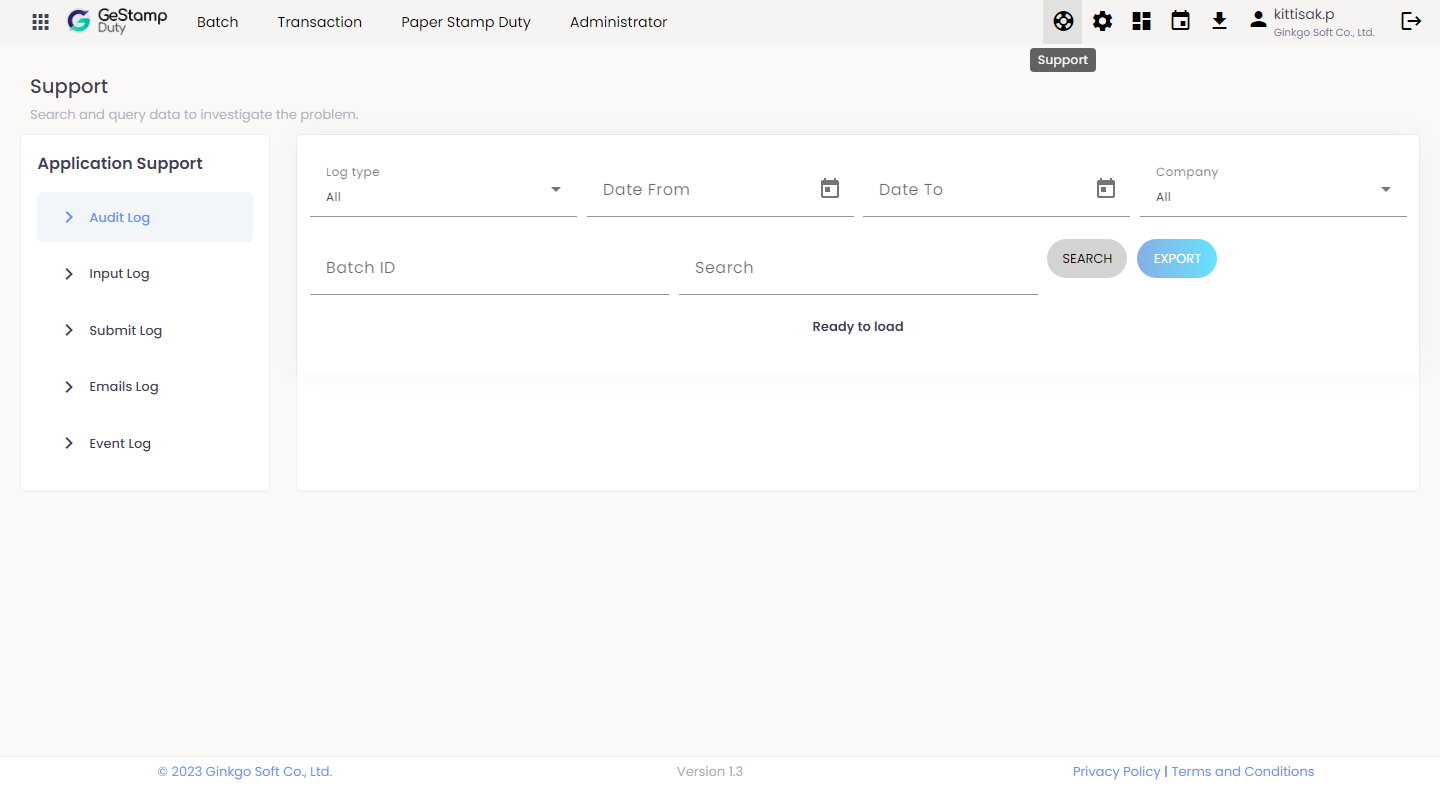 GeStamp
Duty
Batch
Transaction
Paper Stamp Duty
Administrator
kittisak.p
Ginkgo Soft Co., Ltd.
Support
Support
Search and query data to investigate the problem.
Application Support
Audit Log
Input Log
Submit Log
Emails Log
Event Log
Log type
All
Date From
Date To
Company
All
Batch ID
Search
SEARCH
EXPORT
Ready to load
© 2023 Ginkgo Soft Co., Ltd.
Version 1.3
Privacy Policy | Terms and Conditions